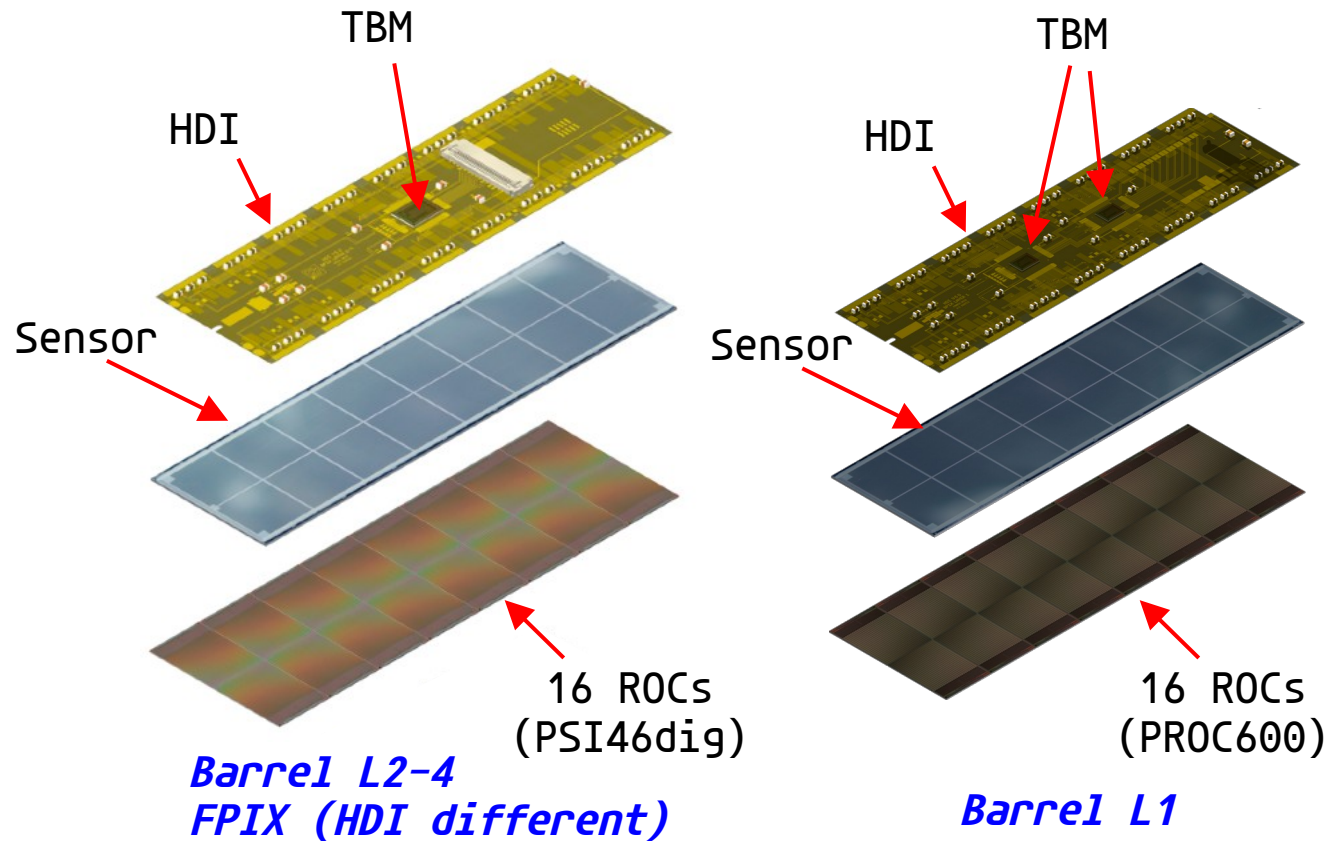 TBM
HDI
Sensor
16 ROCs
(PSI46dig)
Barrel L2-4
FPIX (HDI different)
TBM
HDI
Sensor
16 ROCs
(PROC600)
Barrel L1